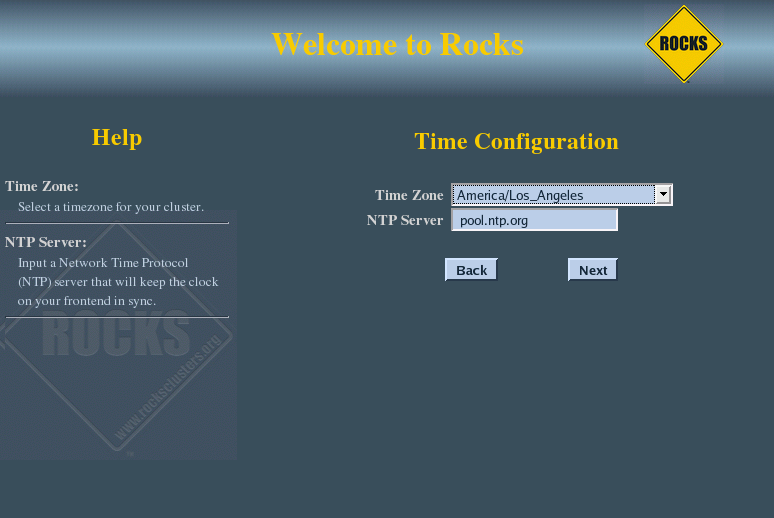 Welcome to Rocks
ROCKS
Help
Time Zone:
Select a timezone for your cluster.
NTP Server:
Input a Network Time Protocol
(NTP) server that will keep the clock
on your frontend in sync.
ROCKS
www.rocksclusters.org
Time Configuration
Time Zone America/Los_Angeles
NTP Server pool.ntp.org
Back Next